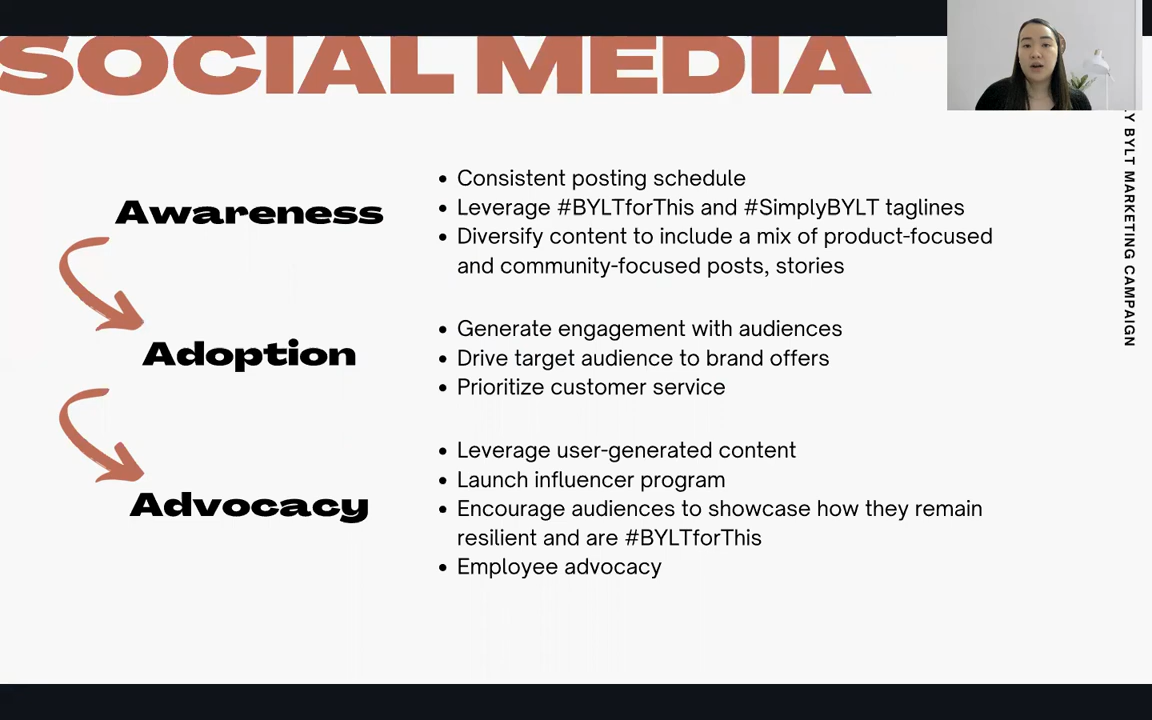 SOCIAL MEDIA
Awareness
• Consistent posting schedule
• Leverage #BYLTforThis and #SimplyBYLT taglines
• Diversify content to include a mix of product-focused
and community-focused posts, stories
Adoption
• Generate engagement with audiences
• Drive target audience to brand offers
• Prioritize customer service
Advocacy
• Leverage user-generated content
• Launch influencer program
• Encourage audiences to showcase how they remain
resilient and are #BYLTforThis
• Employee advocacy
BYLT MARKETING CAMPAIGN